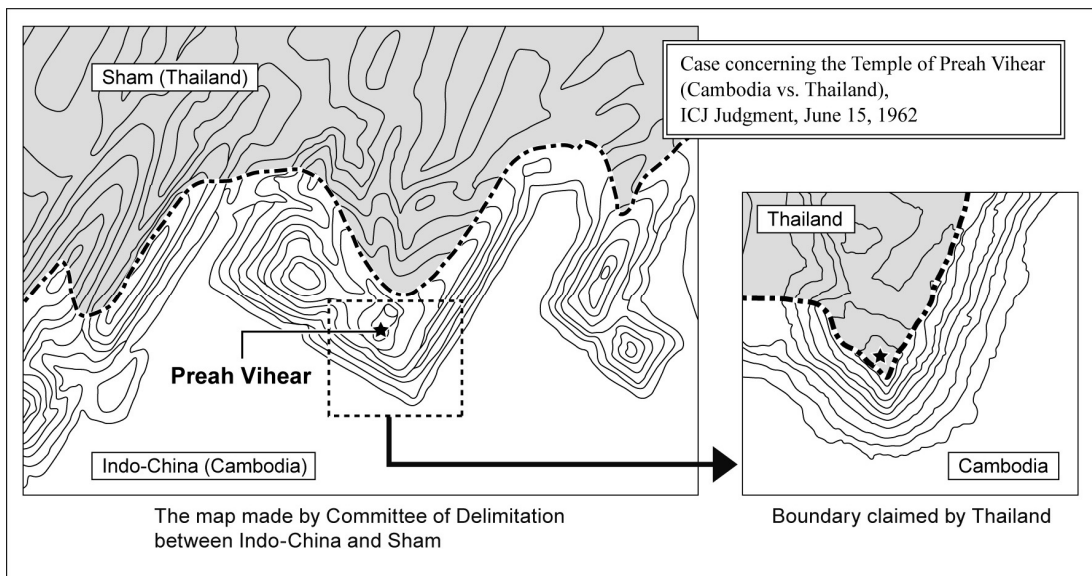 Sham (Thailand)
Case concerning the Temple of Preah Vihear
(Cambodia vs. Thailand),
ICJ Judgment, June 15, 1962
Thailand
Preah Vihear
Indo-China (Cambodia)
Cambodia
The map made by Committee of Delimitation
between Indo-China and Sham
Boundary claimed by Thailand